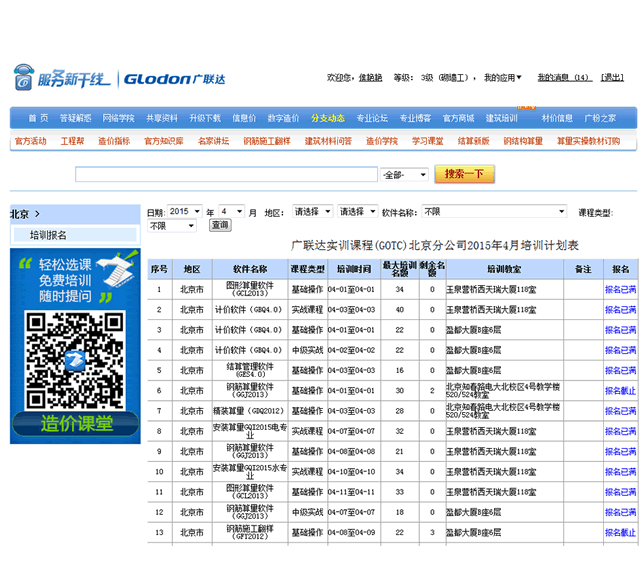 服务新干线 GLODON广联达
欢迎您， 等级： 3级（砌墙工）， 我的应用▼ 我的消息（14） [退出]
首 页 答疑解惑 网络学院 共享资料 升级下载 信息价 数字造价 分支动态 专业论坛 专业博客 官方商城 建筑培训 材价信息 广粉之家
官方活动 工程帮 造价指标 官方知识库 名家讲坛 钢筋施工翻样 建筑材料问答 造价学院 学习课堂 结算新版 钢结构算量 算量实操教材订购
-全部- 搜索一下
北京 >
培训报名
“轻松选课
免费培训
随时提问”
造价课堂
日期: 2015 年 4 月 地区： 请选择 请选择 软件名称: 不限 课程类型:
不限 查询
广联达实训课程(GOTC)北京分公司2015年4月培训计划表
序号 地区 软件名称 课程类型 培训时间 最大培训名额 剩余名额 培训教室 备注 报名
1 北京市 图形算量软件（GCL2013） 基础操作 04-01至04-01 34 0 玉泉营桥西天瑞大厦118室 报名已满
2 北京市 计价软件（GBQ4.0） 实战课程 04-03至04-03 40 0 玉泉营桥西天瑞大厦118室 报名已满
3 北京市 计价软件（GBQ4.0） 基础操作 04-01至04-01 22 0 盈都大厦B座6层 报名已满
4 北京市 计价软件（GBQ4.0） 中级实战 04-02至04-02 22 0 盈都大厦B座6层 报名已满
5 北京市 结算管理软件（GES4.0） 基础操作 04-03至04-03 16 0 盈都大厦B座6层 报名已满
6 北京市 钢筋算量软件（GGJ2013） 基础操作 04-01至04-01 30 2 北京知春路电大北校区4号教学楼520/524教室 报名截止
7 北京市 精装算量（GDQ2012） 基础操作 04-03至04-03 28 0 北京知春路电大北校区4号教学楼520/524教室 报名已满
8 北京市 安装算量GQI2015电专业 实战课程 04-07至04-07 32 0 玉泉营桥西天瑞大厦118室 报名已满
9 北京市 钢筋算量软件（GGJ2013） 基础操作 04-08至04-08 21 0 玉泉营桥西天瑞大厦118室 报名已满
10 北京市 安装算量GQI2015水专业 实战课程 04-10至04-10 34 0 玉泉营桥西天瑞大厦118室 报名已满
11 北京市 图形算量软件（GCL2013） 基础操作 04-11至04-11 33 0 玉泉营桥西天瑞大厦118室 报名已满
12 北京市 钢筋算量软件（GGJ2013） 中级实战 04-07至04-07 18 0 盈都大厦B座6层 报名已满
13 北京市 钢筋施工翻样（GFY2012） 基础操作 04-08至04-09 22 3 盈都大厦B座6层 报名截止